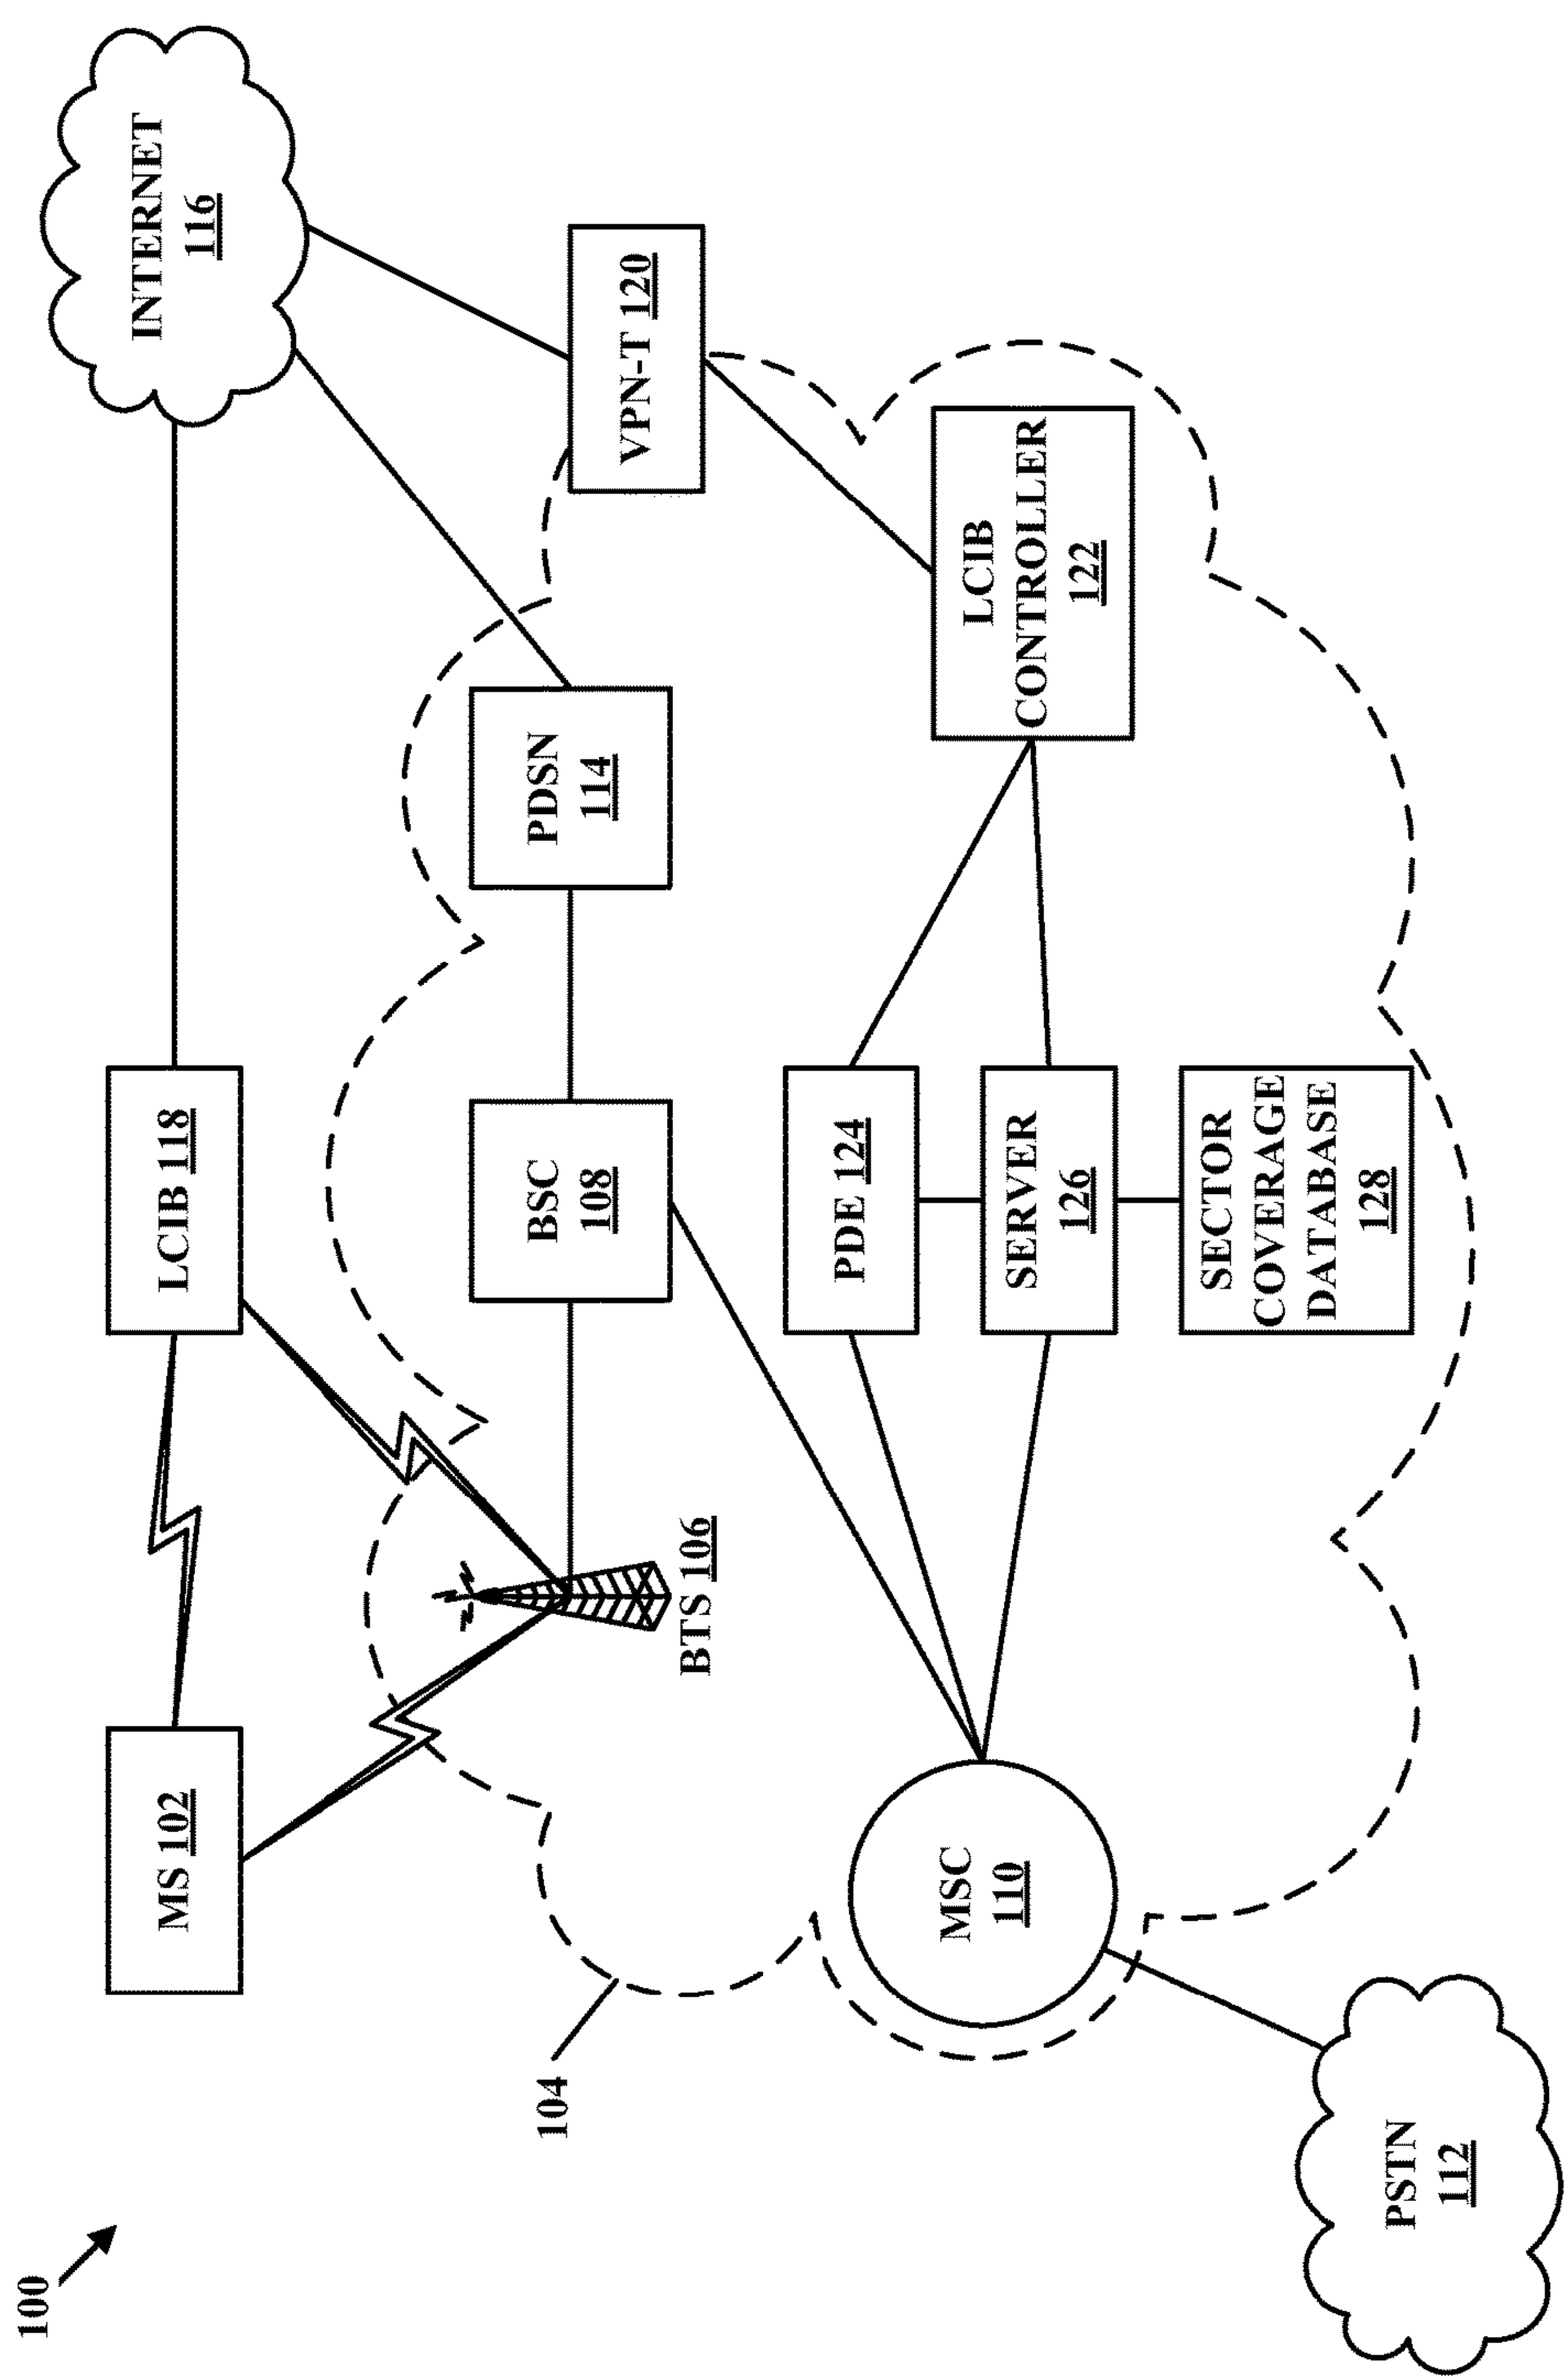 100
MS 102
LCIB 118
INTERNET
116
104
BTS 106
BSC
108
PDSN
114
VPN-T 120
MSC
110
PDE 124
SERVER
126
SECTOR
COVERAGE
DATABASE
128
LCIB
CONTROLLER
122
PSTN
112